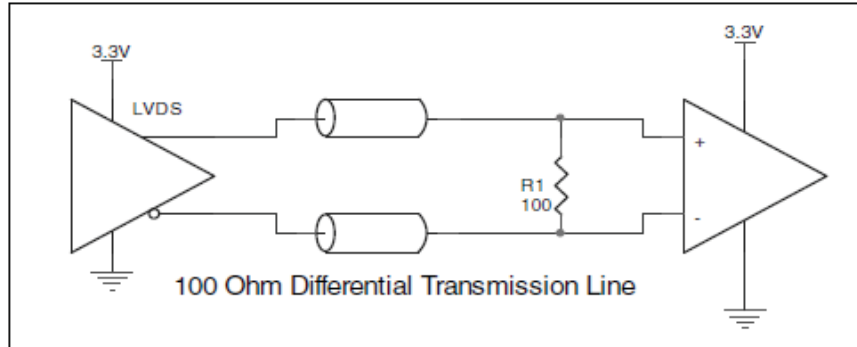 3.3V
3.3V
LVDS
+
R1
100
-
100 Ohm Differential Transmission Line